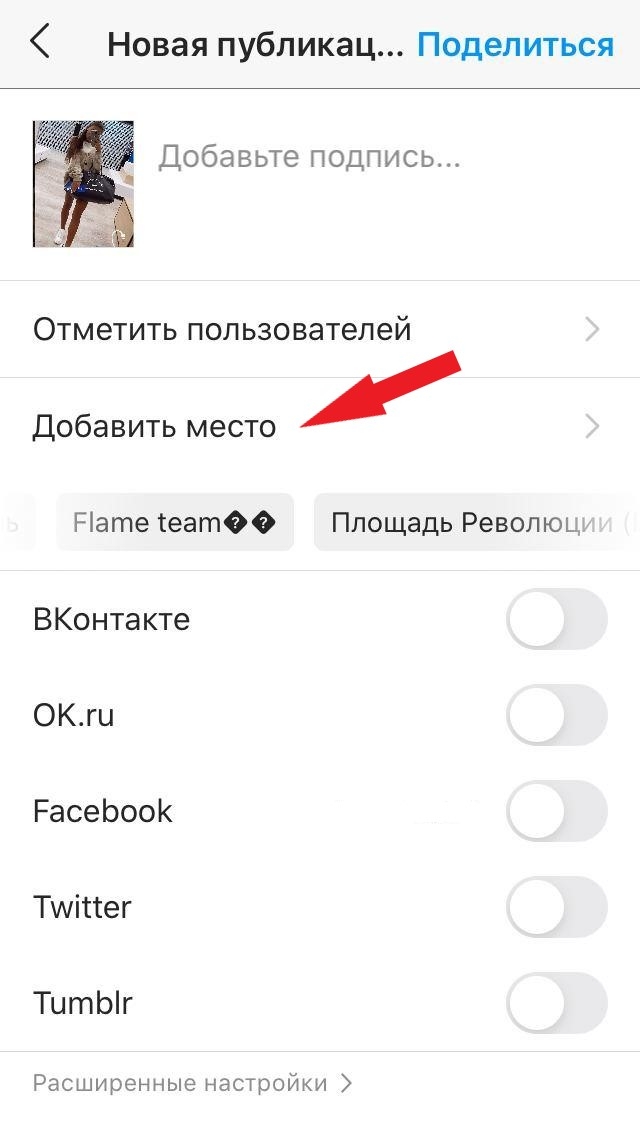 Новая публикац... Поделиться
Добавьте подпись...
Отметить пользователей
Добавить место
ь Flame team�� Площадь Революции (
ВКонтакте
OK.ru
Facebook
Twitter
Tumblr
Расширенные настройки